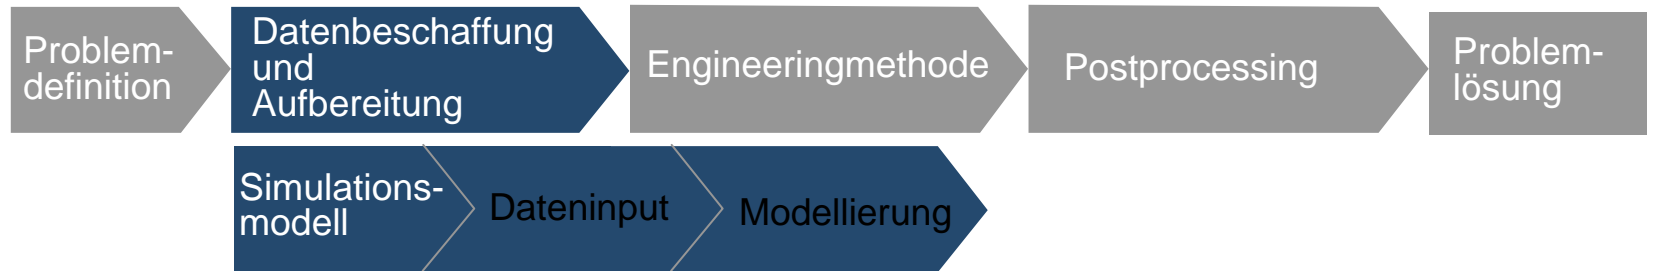 Problem-
definition
Datenbeschaffung
und
Aufbereitung
Engineeringmethode
Postprocessing
Problem-
lösung
Simulations-
modell
Dateninput
Modellierung